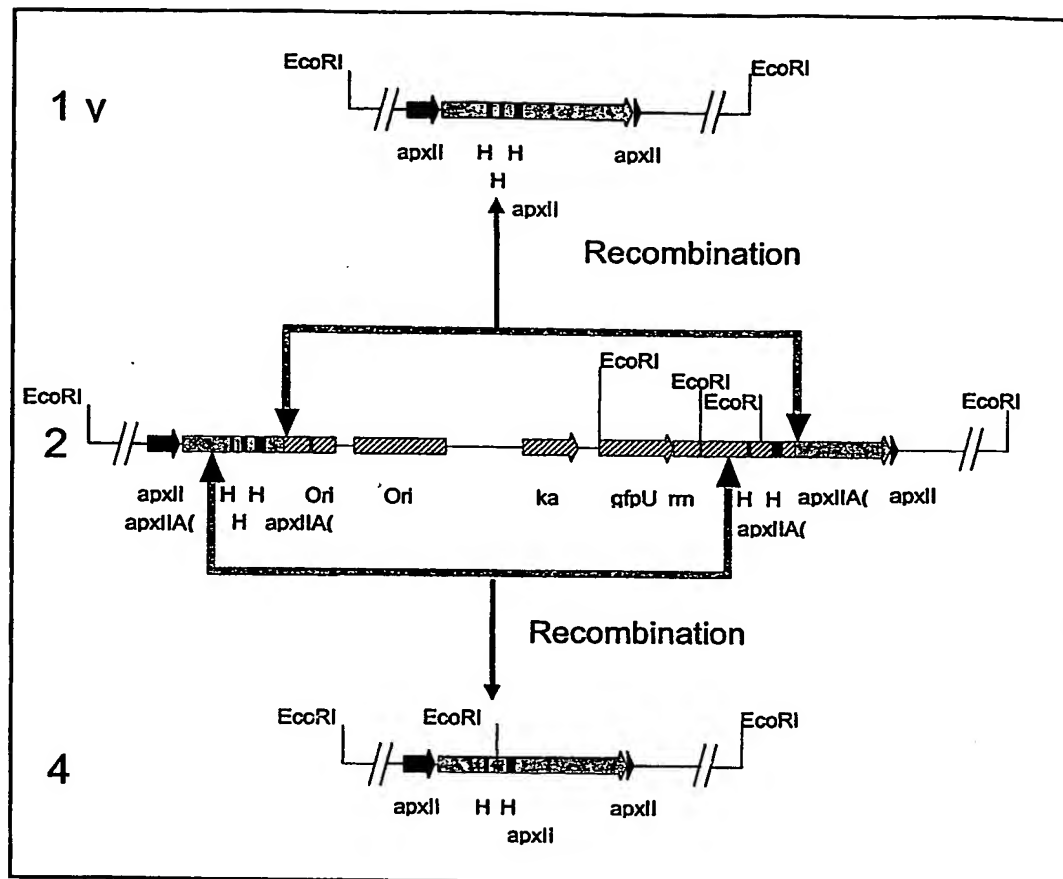 EcoRI EcoRI
1 v
apxII H H apxII
H
apxII
Recombination
EcoRI
EcoRI EcoRI
EcoRI EcoRI
2
apxII H H Ori Ori ka gfpU rm H H apxIIA( apxII
apxIIA( H apxIIA( apxIIA(
Recombination
EcoRI EcoRI EcoRI
4
apxII H H apxII
apxII